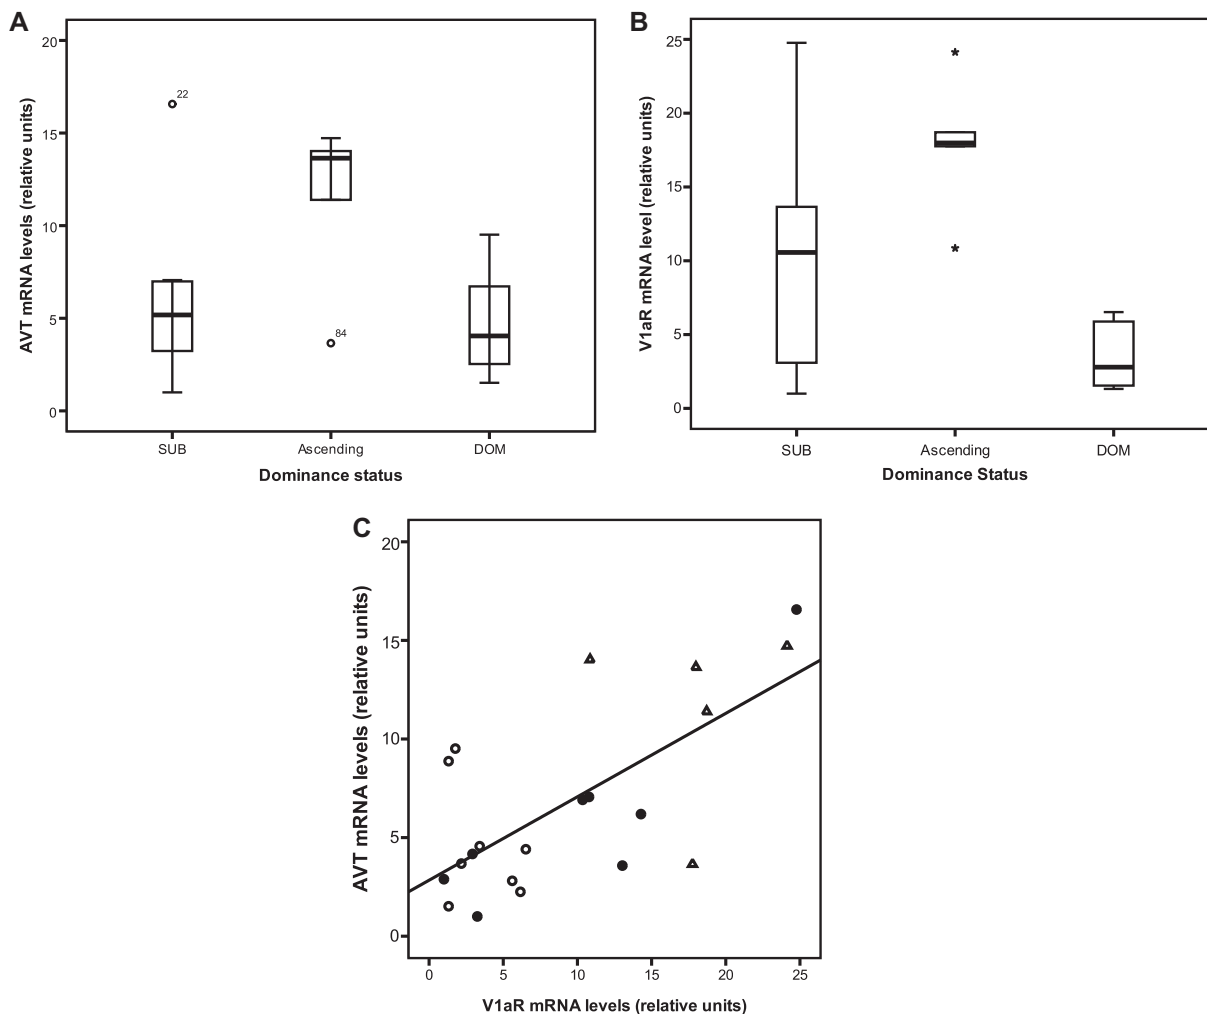 A
AVT mRNA levels (relative units)
20
15
10
5
0
22
84
SUB
Ascending
DOM
Dominance status
B
V1aR mRNA level (relative units)
25
20
15
10
5
0
*
*
SUB
Ascending
DOM
Dominance Status
C
AVT mRNA levels (relative units)
20
15
10
5
0
0
5
10
15
20
25
V1aR mRNA levels (relative units)